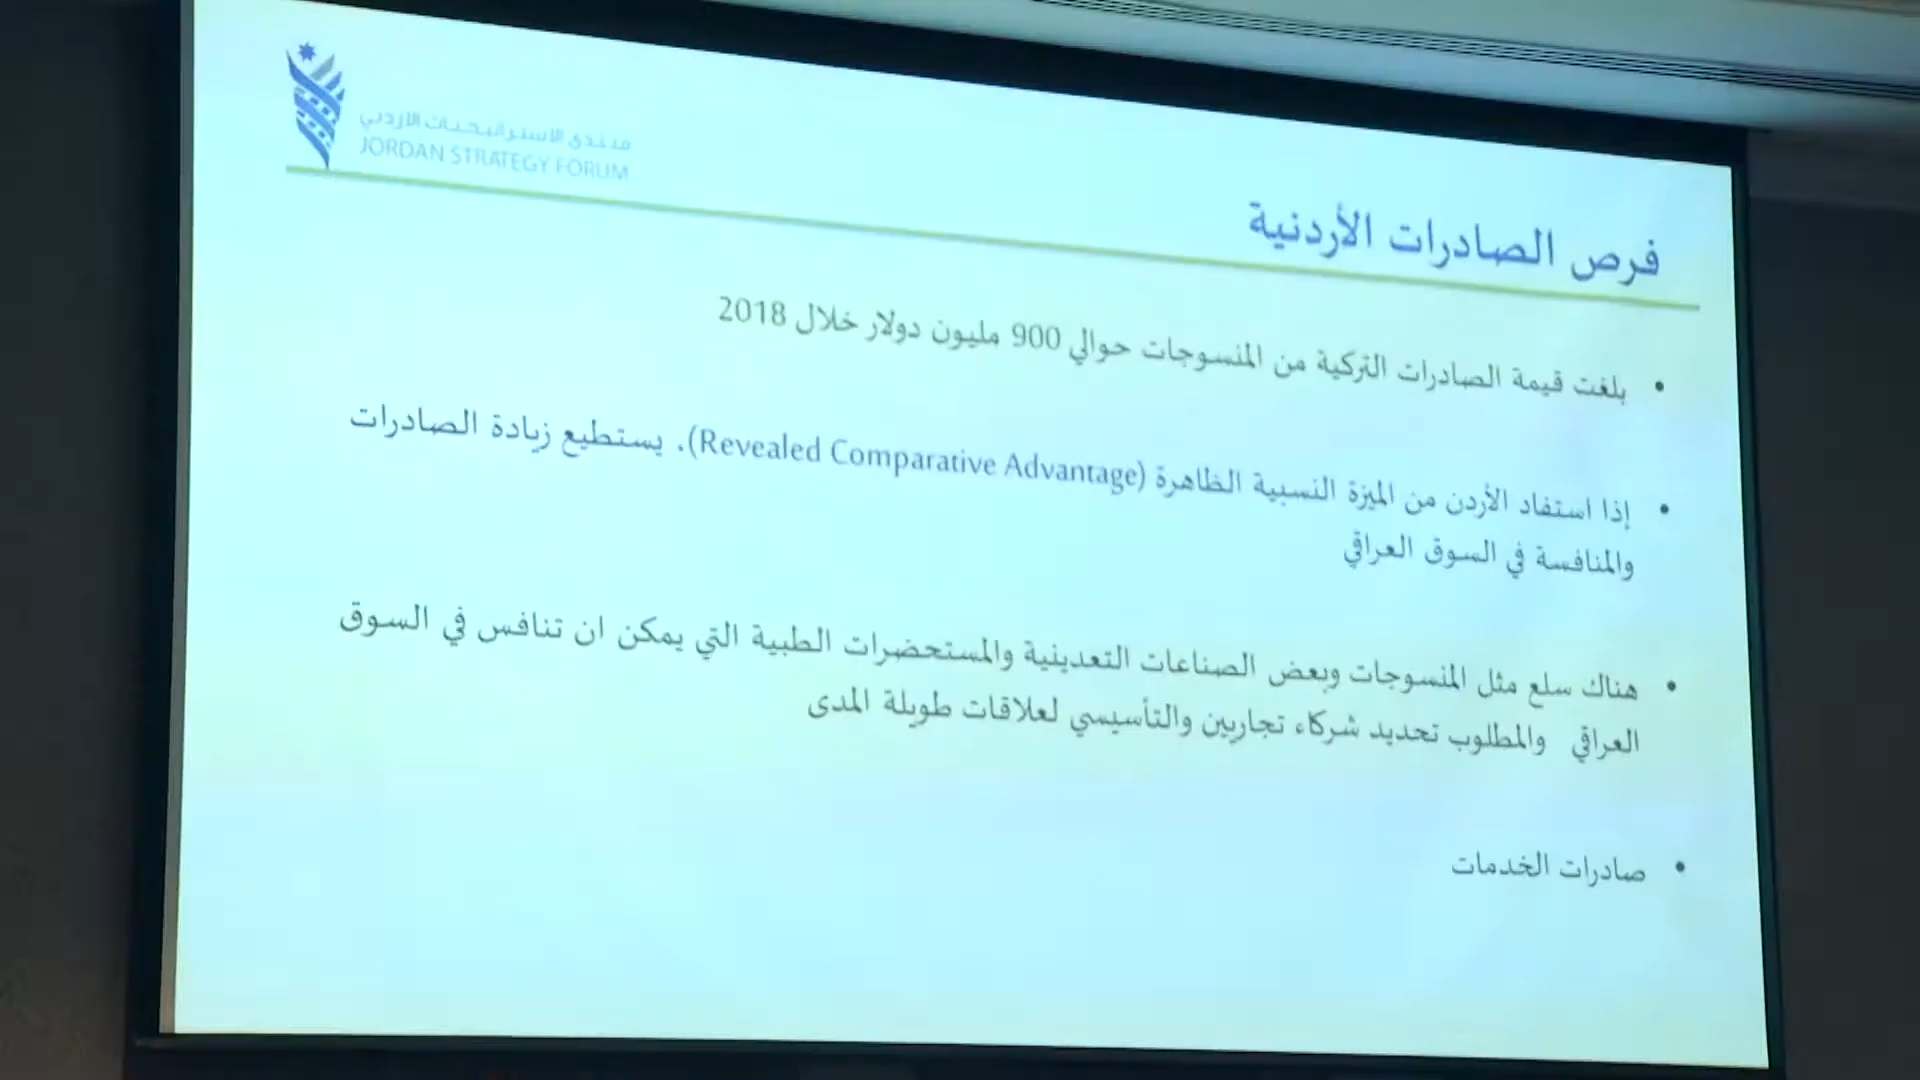 منتدى الاستراتيجيات الأردني
JORDAN STRATEGY FORUM
فرص الصادرات الأردنية
• بلغت قيمة الصادرات التركية من المنسوجات حوالي 900 مليون دولار خلال 2018
• إذا استفاد الأردن من الميزة النسبية الظاهرة (Revealed Comparative Advantage). يستطيع زيادة الصادرات
والمنافسة في السوق العراقي
• هناك سلع مثل المنسوجات وبعض الصناعات التعدينية والمستحضرات الطبية التي يمكن ان تنافس في السوق
العراقي والمطلوب تحديد شركاء تجاريين والتأسيسي لعلاقات طويلة المدى
• صادرات الخدمات